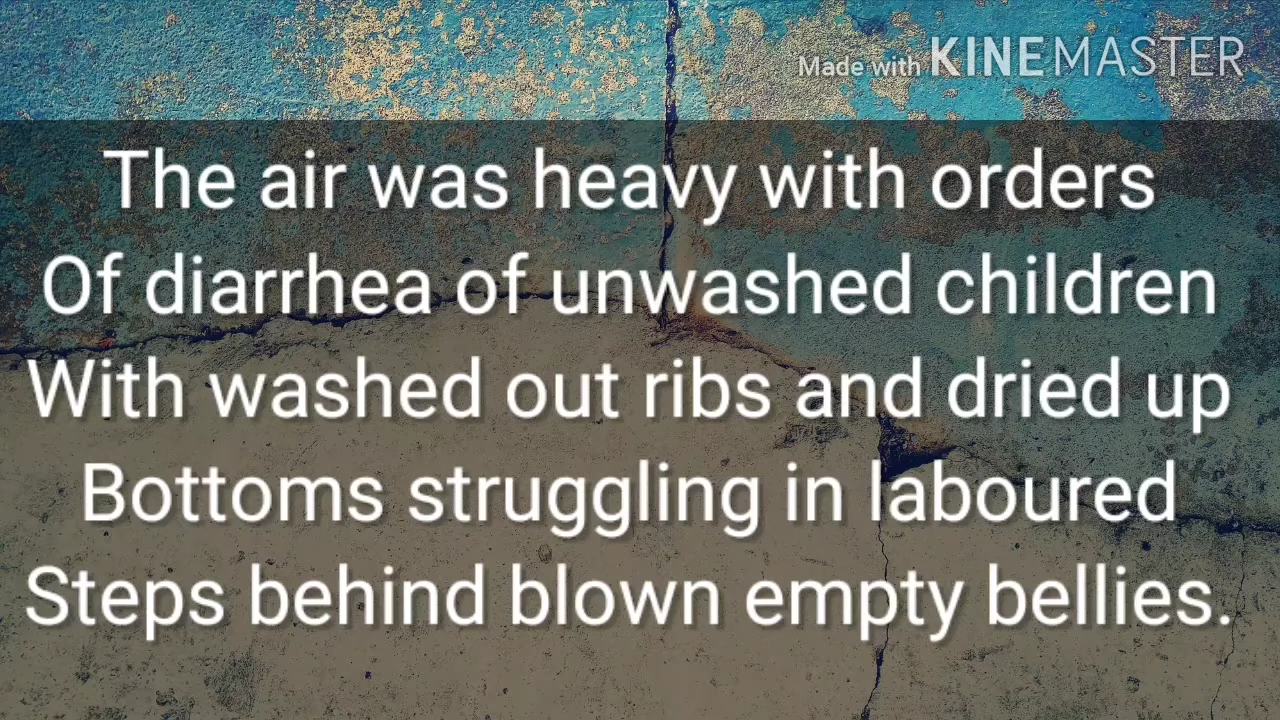 Made with KINEMASTER
The air was heavy with orders
Of diarrhea of unwashed children
With washed out ribs and dried up
Bottoms struggling in laboured
Steps behind blown empty bellies.